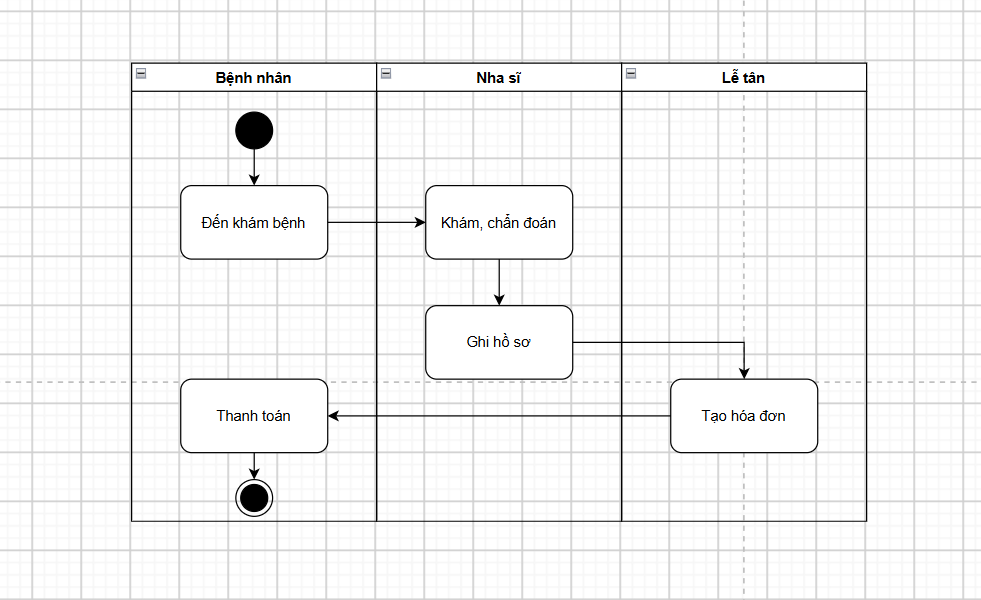 Bệnh nhân
Nha sĩ
Lễ tân
Đến khám bệnh
Khám, chẩn đoán
Ghi hồ sơ
Thanh toán
Tạo hóa đơn